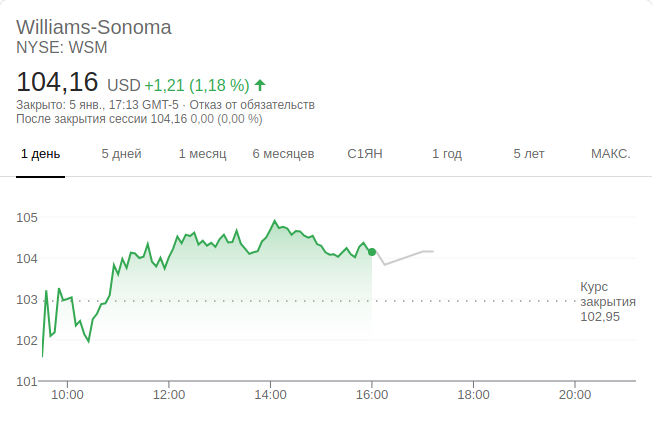 Williams-Sonoma
NYSE: WSM
104,16 USD +1,21 (1,18 %)
Закрыто: 5 янв., 17:13 GMT-5 · Отказ от обязательств
После закрытия сессии 104,16 0,00 (0,00 %)
1 день 5 дней 1 месяц 6 месяцев С1ЯН 1 год 5 лет МАКС.
105
104
103
102
101
Курс
закрытия
102,95
10:00 12:00 14:00 16:00 18:00 20:00